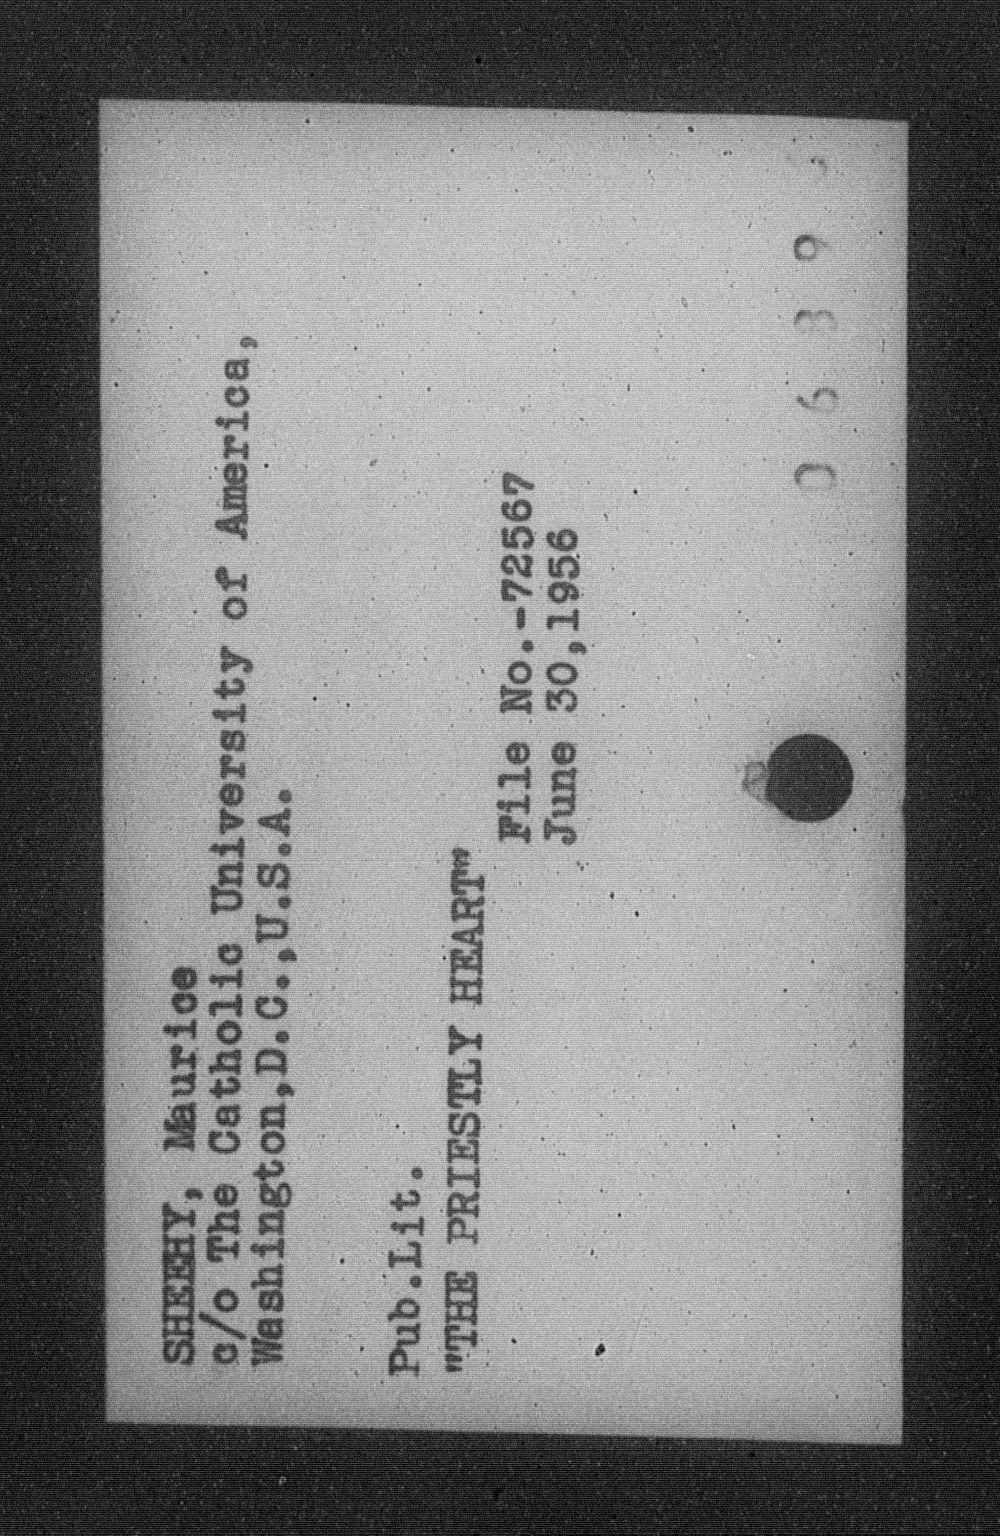 SHEEHY, Maurice
c/o The Catholic University of America,
Washington,D.C.,U.S.A.
Pub.Lit.
"THE PRIESTLY HEART"
File No.-72567
June 30,1956